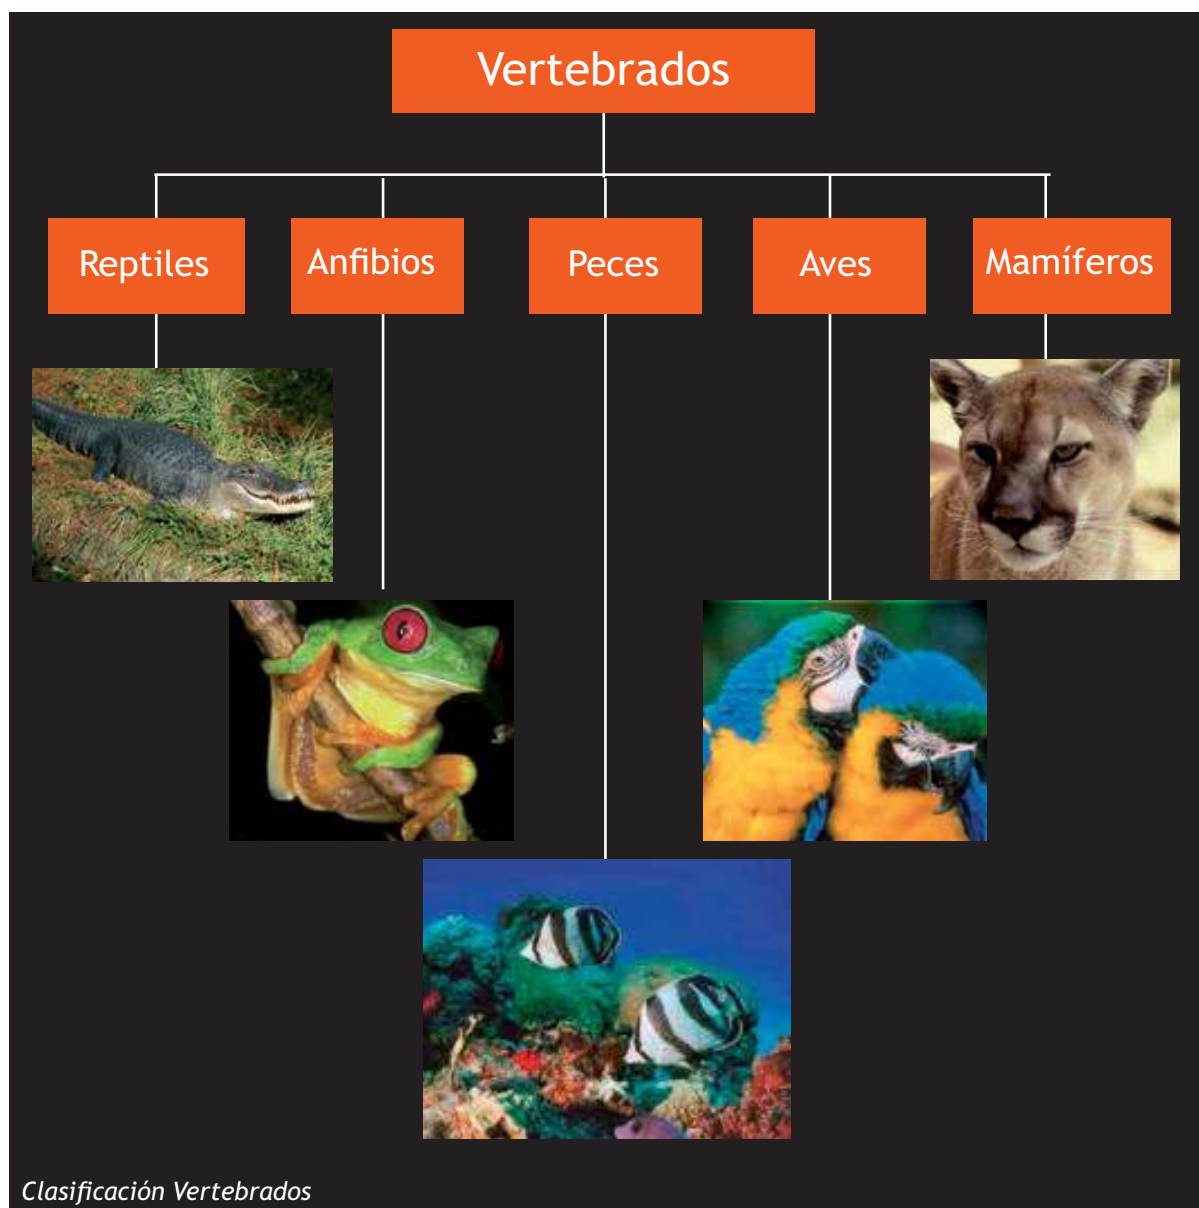 Vertebrados
Reptiles
Anfibios
Peces
Aves
Mamíferos
Clasificación Vertebrados